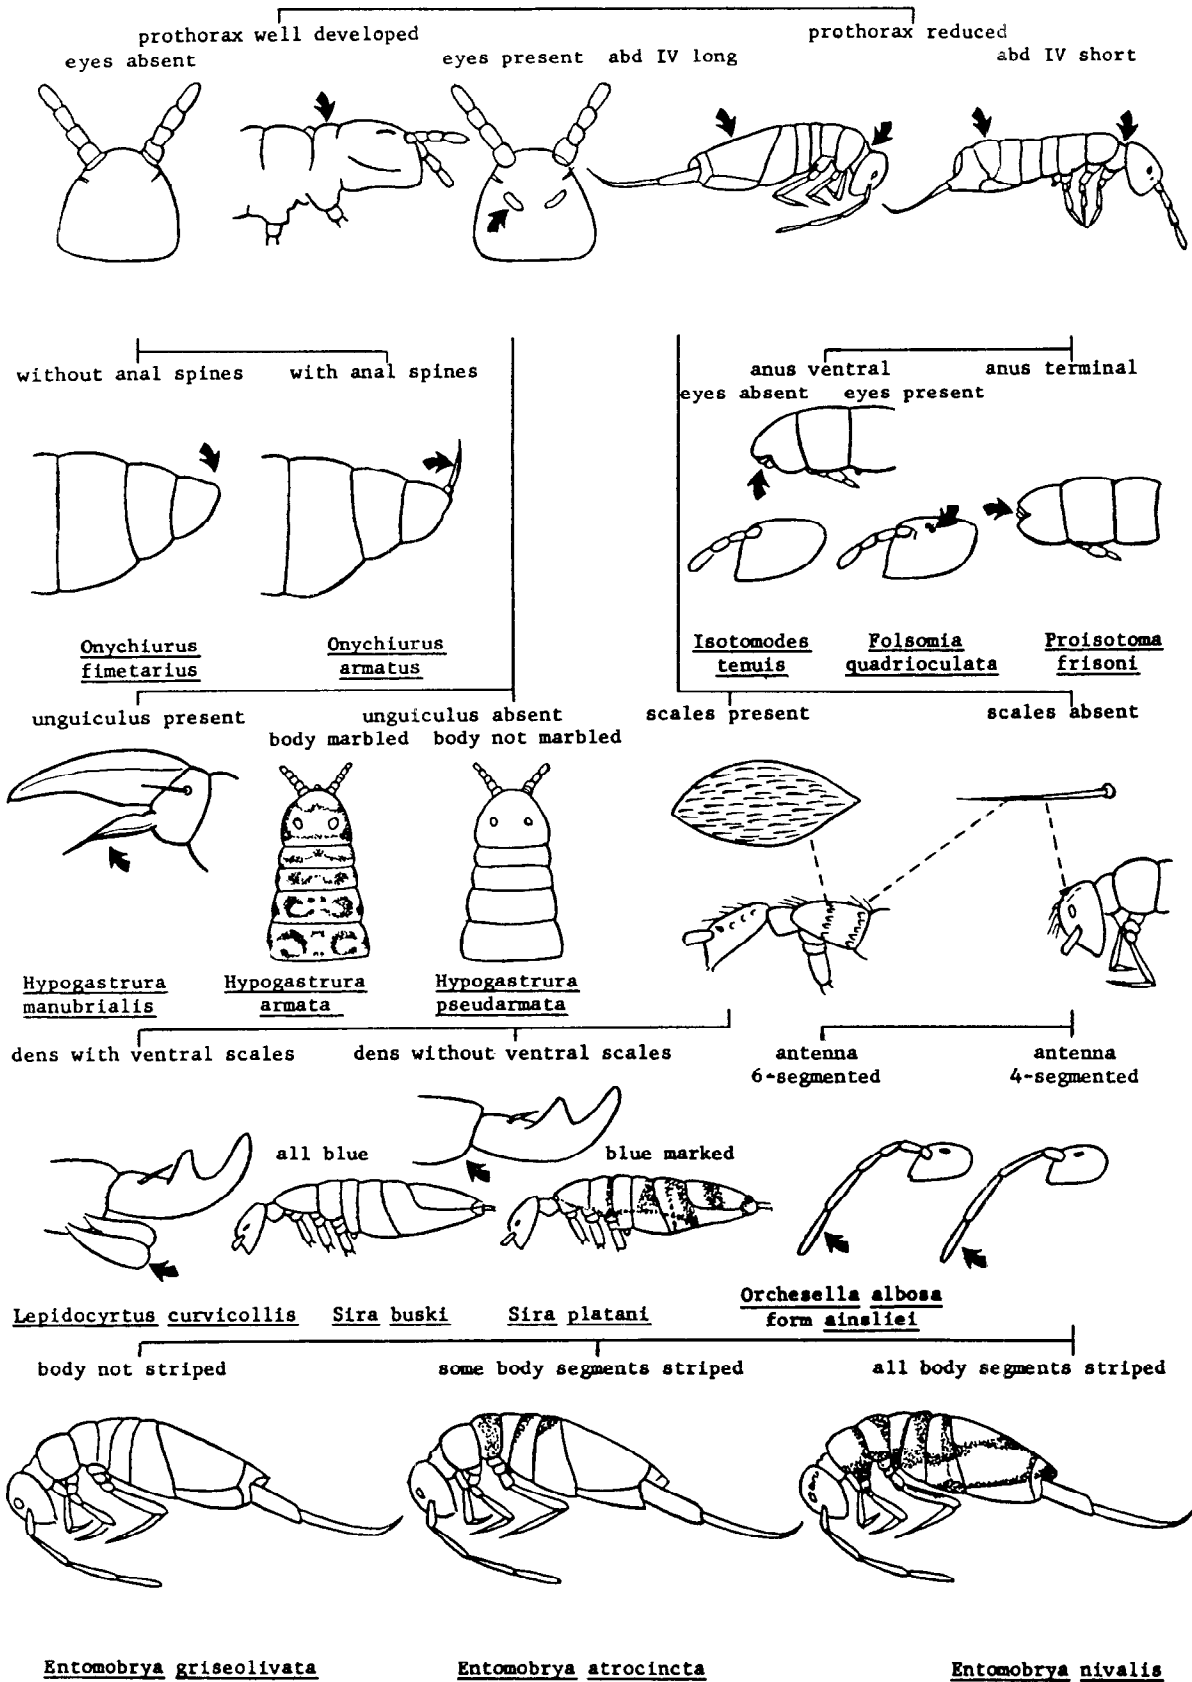 prothorax well developed
prothorax reduced
eyes absent
eyes present
abd IV long
abd IV short
without anal spines
with anal spines
anus ventral
anus terminal
eyes absent
eyes present
Onychiurus
fimetarius
Onychiurus
armatus
Isotomodes
tenuis
Folsomia
quadrioculata
Proisotoma
frisoni
unguiculus present
unguiculus absent
body marbled
body not marbled
scales present
scales absent
Hypogastrura
manubrialis
Hypogastrura
armata
Hypogastrura
pseudarmata
dens with ventral scales
dens without ventral scales
antenna
6-segmented
antenna
4-segmented
all blue
blue marked
Lepidocyrtus curvicollis
Sira buski
Sira platani
Orchesella albosa
form ainsliei
body not striped
some body segments striped
all body segments striped
Entomobrya griseolivata
Entomobrya atrocincta
Entomobrya nivalis